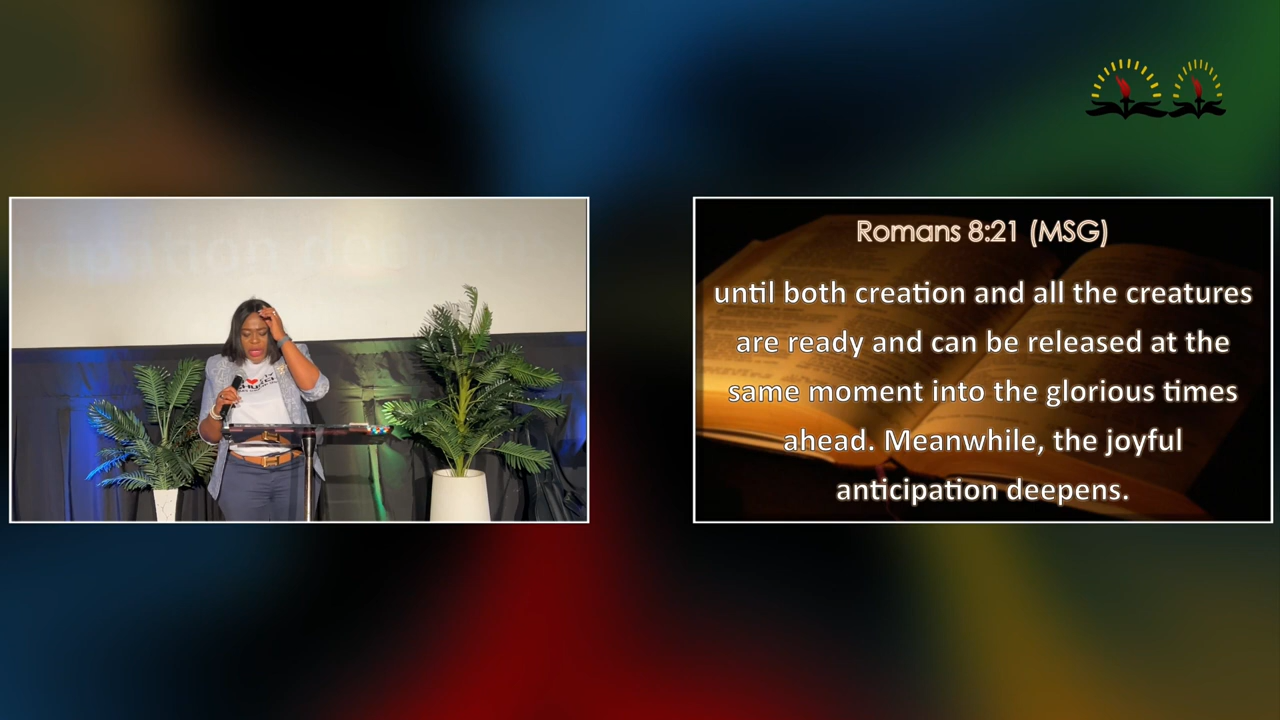 Romans 8:21 (MSG)
until both creation and all the creatures
are ready and can be released at the
same moment into the glorious times
ahead. Meanwhile, the joyful
anticipation deepens.